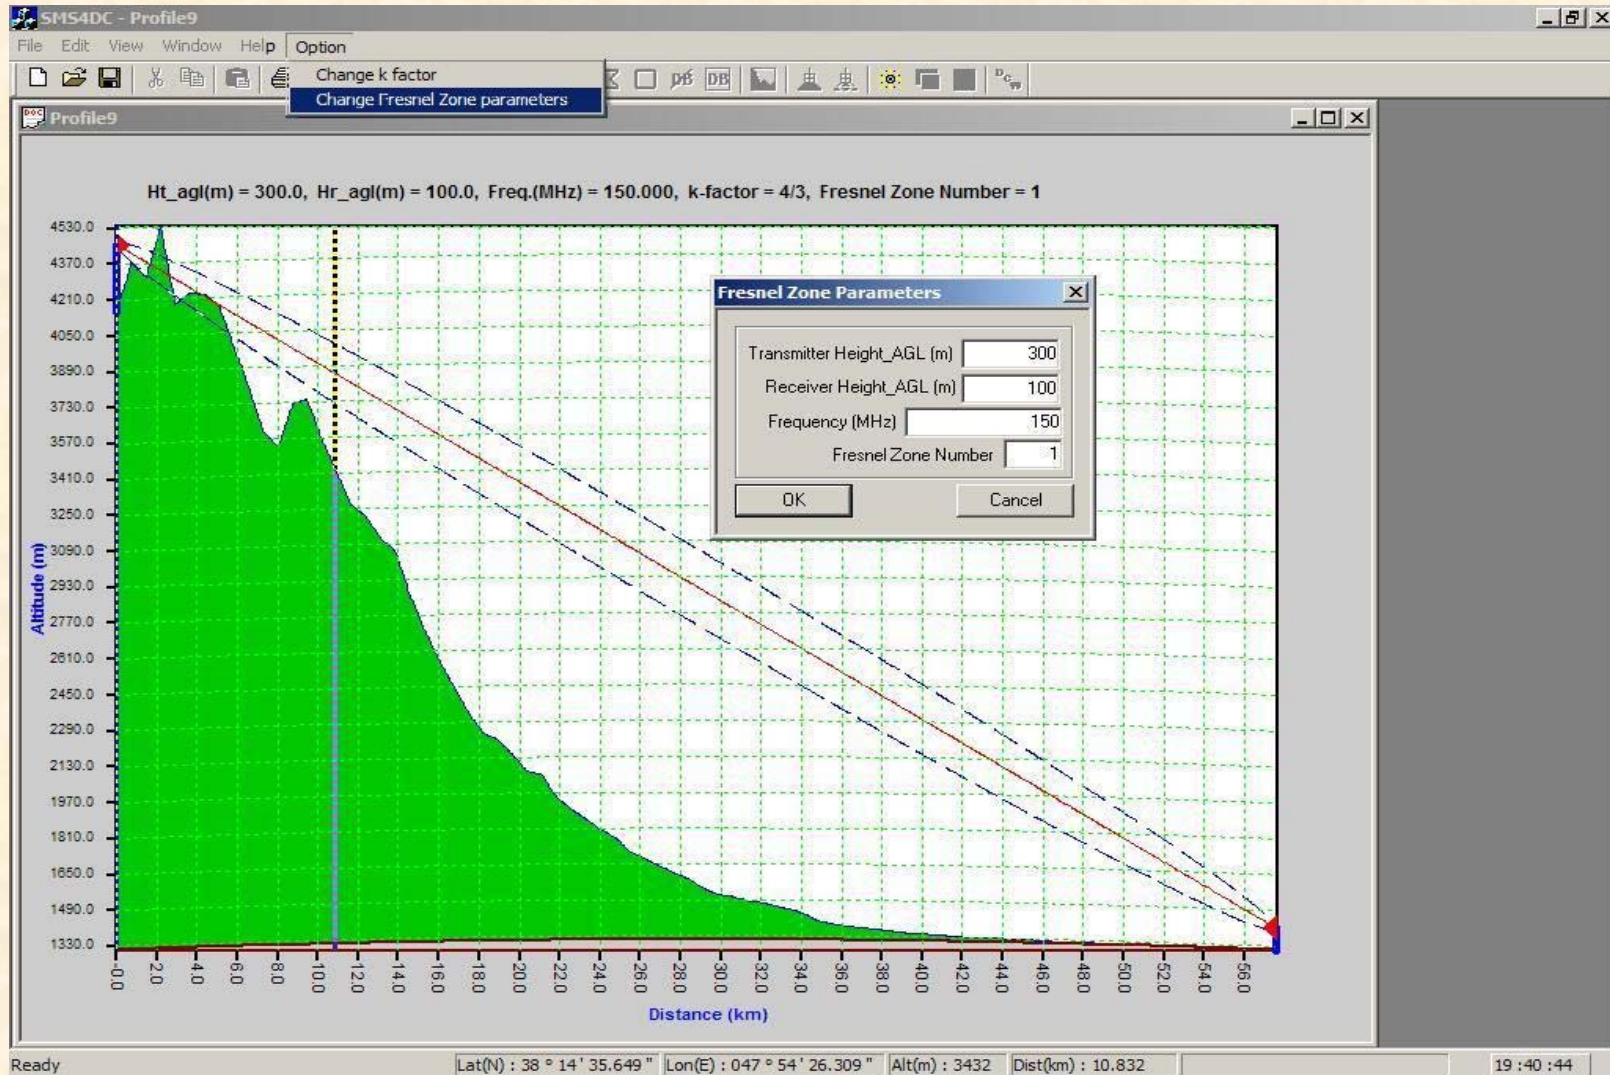 SMS4DC - Profile9
File Edit View Window Help Option
Change k factor
Change Fresnel Zone parameters
Profile9
Ht_agl(m) = 300.0, Hr_agl(m) = 100.0, Freq.(MHz) = 150.000, k-factor = 4/3, Fresnel Zone Number = 1
4530.0
4370.0
4210.0
4050.0
3890.0
3730.0
3570.0
3410.0
3250.0
3090.0
2930.0
2770.0
2610.0
2450.0
2290.0
2130.0
1970.0
1810.0
1650.0
1490.0
1330.0
Altitude (m)
Fresnel Zone Parameters
Transmitter Height_AGL (m) 300
Receiver Height_AGL (m) 100
Frequency (MHz) 150
Fresnel Zone Number 1
OK Cancel
-0.0 2.0 4.0 6.0 8.0 10.0 12.0 14.0 16.0 18.0 20.0 22.0 24.0 26.0 28.0 30.0 32.0 34.0 36.0 38.0 40.0 42.0 44.0 46.0 48.0 50.0 52.0 54.0 56.0
Distance (km)
Ready Lat(N) : 38 ° 14 ' 35.649 " Lon(E) : 047 ° 54 ' 26.309 " Alt(m) : 3432 Dist(km) : 10.832 19 :40 :44